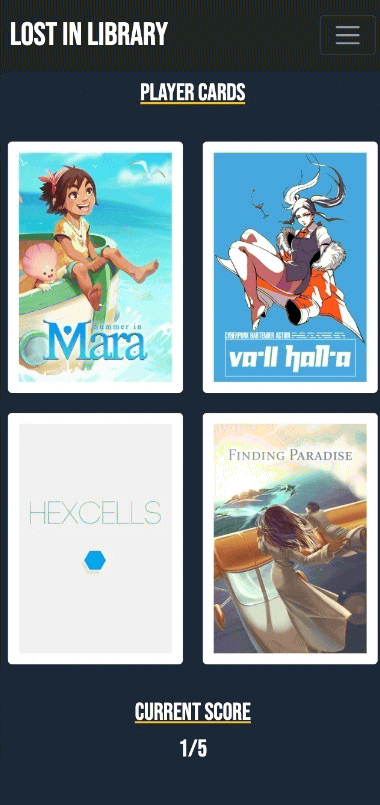 LOST IN LIBRARY
PLAYER CARDS
Summer in
Mara
CYBERPUNK BARTENDER ACTION
va-11 hall-a
HEXCELLS
FINDING PARADISE
CURRENT SCORE
1/5